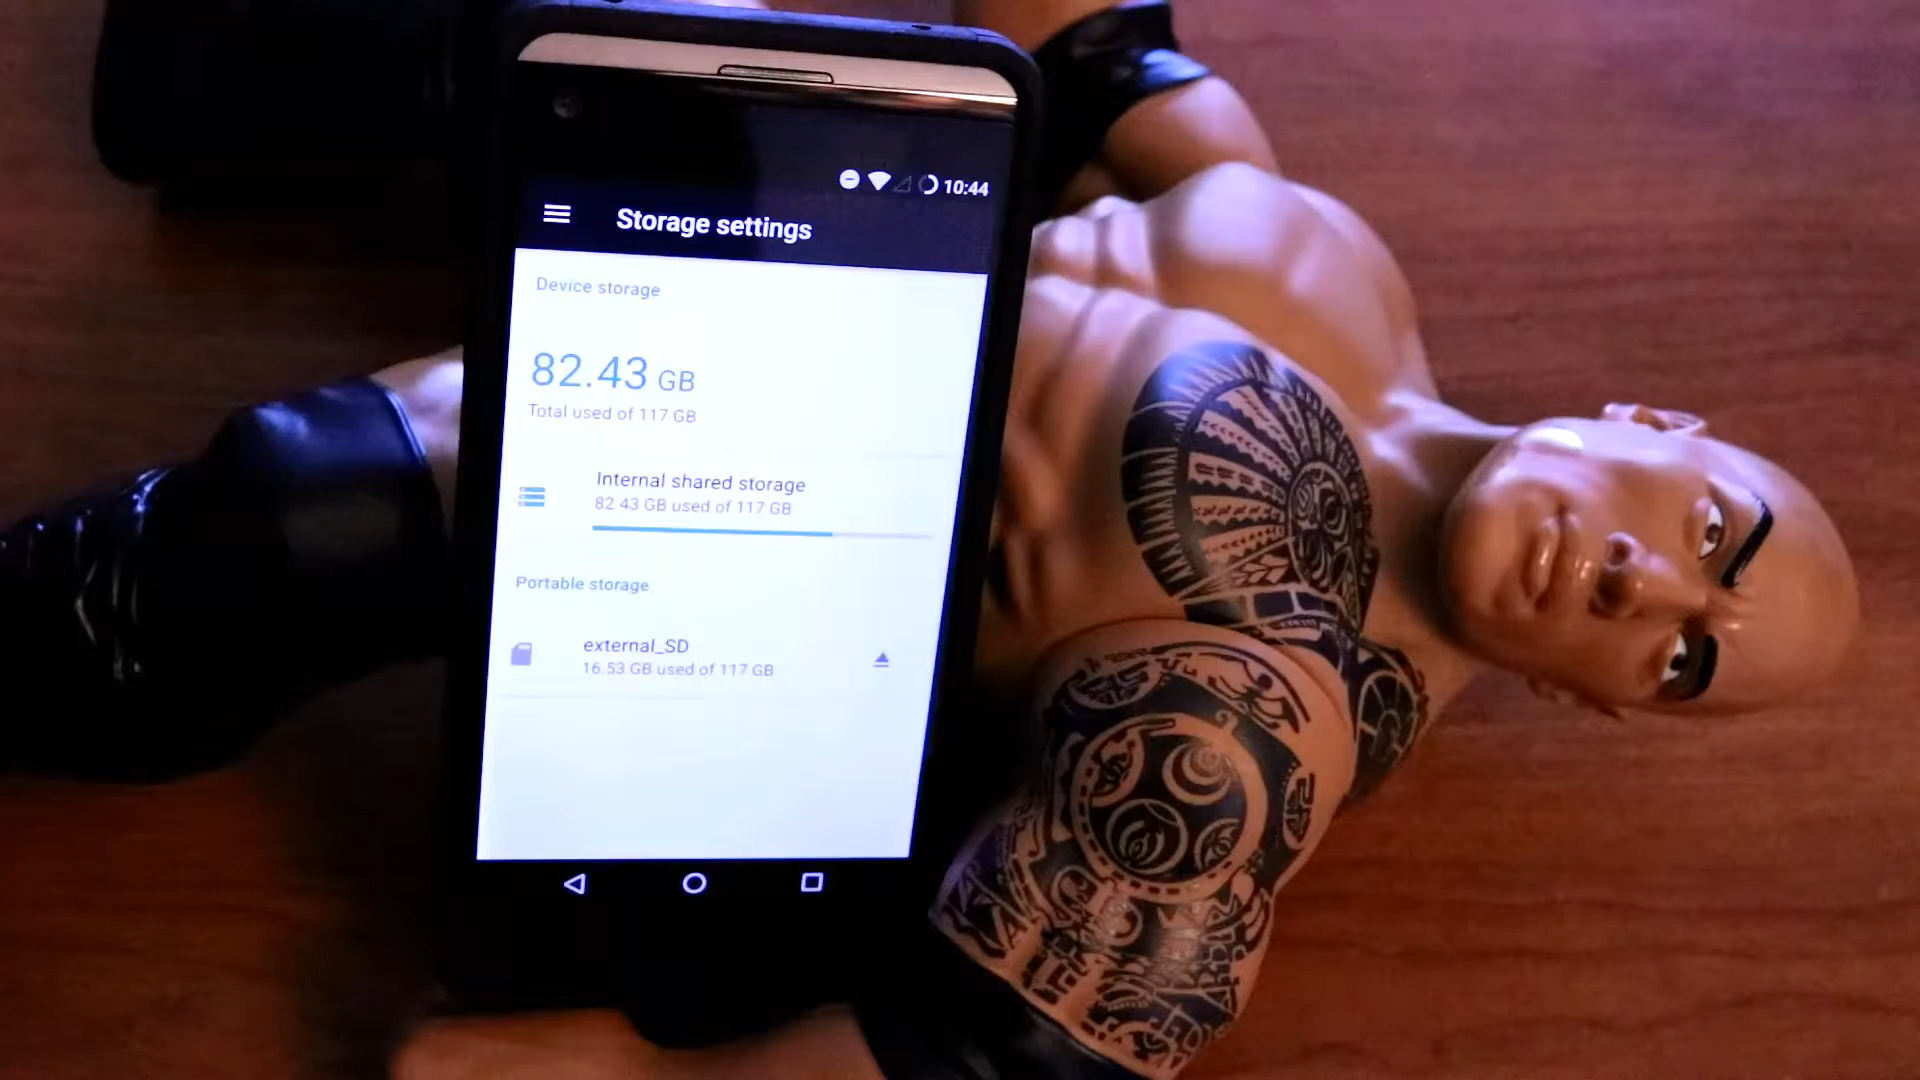 10:44
Storage settings
Device storage
82.43 GB
Total used of 117 GB
Internal shared storage
82.43 GB used of 117 GB
Portable storage
external_SD
16.53 GB used of 117 GB